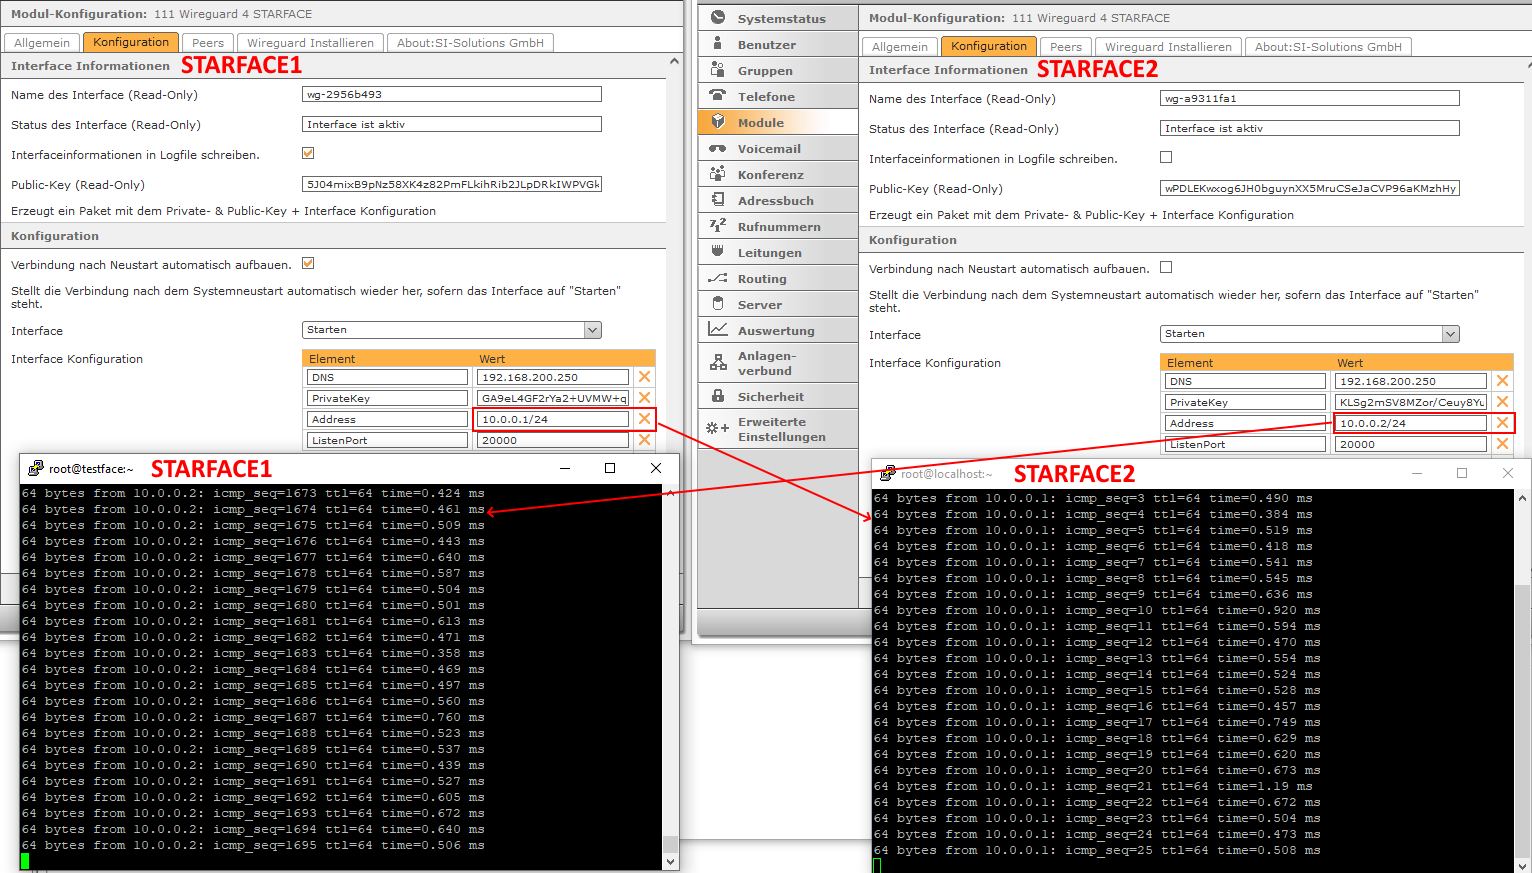 Modul-Konfiguration: 111 Wireguard 4 STARFACE
Allgemein Konfiguration Peers Wireguard Installieren About:SI-Solutions GmbH
Interface Informationen STARFACE1
Name des Interface (Read-Only) wg-2956b493
Status des Interface (Read-Only) Interface ist aktiv
Interfaceinformationen in Logfile schreiben.
Public-Key (Read-Only) 5J04mixB9pNz58XK4z82PmFLkihRib2JLpDRkIWPVGk
Erzeugt ein Paket mit dem Private- & Public-Key + Interface Konfiguration
Konfiguration
Verbindung nach Neustart automatisch aufbauen.
Stellt die Verbindung nach dem Systemneustart automatisch wieder her, sofern das Interface auf "Starten"
steht.
Interface Starten
Interface Konfiguration Element Wert
DNS 192.168.200.250
PrivateKey GA9eL4GF2rYa2+UVMW+q
Address 10.0.0.1/24
ListenPort 20000
root@testface:~ STARFACE1
64 bytes from 10.0.0.2: icmp_seq=1673 ttl=64 time=0.424 ms
64 bytes from 10.0.0.2: icmp_seq=1674 ttl=64 time=0.461 ms
64 bytes from 10.0.0.2: icmp_seq=1675 ttl=64 time=0.509 ms
64 bytes from 10.0.0.2: icmp_seq=1676 ttl=64 time=0.443 ms
64 bytes from 10.0.0.2: icmp_seq=1677 ttl=64 time=0.640 ms
64 bytes from 10.0.0.2: icmp_seq=1678 ttl=64 time=0.587 ms
64 bytes from 10.0.0.2: icmp_seq=1679 ttl=64 time=0.504 ms
64 bytes from 10.0.0.2: icmp_seq=1680 ttl=64 time=0.501 ms
64 bytes from 10.0.0.2: icmp_seq=1681 ttl=64 time=0.613 ms
64 bytes from 10.0.0.2: icmp_seq=1682 ttl=64 time=0.471 ms
64 bytes from 10.0.0.2: icmp_seq=1683 ttl=64 time=0.358 ms
64 bytes from 10.0.0.2: icmp_seq=1684 ttl=64 time=0.469 ms
64 bytes from 10.0.0.2: icmp_seq=1685 ttl=64 time=0.497 ms
64 bytes from 10.0.0.2: icmp_seq=1686 ttl=64 time=0.560 ms
64 bytes from 10.0.0.2: icmp_seq=1687 ttl=64 time=0.760 ms
64 bytes from 10.0.0.2: icmp_seq=1688 ttl=64 time=0.523 ms
64 bytes from 10.0.0.2: icmp_seq=1689 ttl=64 time=0.537 ms
64 bytes from 10.0.0.2: icmp_seq=1690 ttl=64 time=0.439 ms
64 bytes from 10.0.0.2: icmp_seq=1691 ttl=64 time=0.527 ms
64 bytes from 10.0.0.2: icmp_seq=1692 ttl=64 time=0.605 ms
64 bytes from 10.0.0.2: icmp_seq=1693 ttl=64 time=0.672 ms
64 bytes from 10.0.0.2: icmp_seq=1694 ttl=64 time=0.640 ms
64 bytes from 10.0.0.2: icmp_seq=1695 ttl=64 time=0.506 ms
Systemstatus
Benutzer
Gruppen
Telefone
Module
Voicemail
Konferenz
Adressbuch
Rufnummern
Leitungen
Routing
Server
Auswertung
Anlagen-
verbund
Sicherheit
Erweiterte
Einstellungen
Modul-Konfiguration: 111 Wireguard 4 STARFACE
Allgemein Konfiguration Peers Wireguard Installieren About:SI-Solutions GmbH
Interface Informationen STARFACE2
Name des Interface (Read-Only) wg-a9311fa1
Status des Interface (Read-Only) Interface ist aktiv
Interfaceinformationen in Logfile schreiben.
Public-Key (Read-Only) wPDLEKwxog6JH0bguynXX5MruCSeJaCVP96aKMzhHy
Erzeugt ein Paket mit dem Private- & Public-Key + Interface Konfiguration
Konfiguration
Verbindung nach Neustart automatisch aufbauen.
Stellt die Verbindung nach dem Systemneustart automatisch wieder her, sofern das Interface auf "Starten"
steht.
Interface Starten
Interface Konfiguration Element Wert
DNS 192.168.200.250
PrivateKey KLSg2mSV8MZor/Ceuy8Yu
Address 10.0.0.2/24
ListenPort 20000
root@localhost:~ STARFACE2
64 bytes from 10.0.0.1: icmp_seq=3 ttl=64 time=0.490 ms
64 bytes from 10.0.0.1: icmp_seq=4 ttl=64 time=0.384 ms
64 bytes from 10.0.0.1: icmp_seq=5 ttl=64 time=0.519 ms
64 bytes from 10.0.0.1: icmp_seq=6 ttl=64 time=0.418 ms
64 bytes from 10.0.0.1: icmp_seq=7 ttl=64 time=0.541 ms
64 bytes from 10.0.0.1: icmp_seq=8 ttl=64 time=0.545 ms
64 bytes from 10.0.0.1: icmp_seq=9 ttl=64 time=0.636 ms
64 bytes from 10.0.0.1: icmp_seq=10 ttl=64 time=0.920 ms
64 bytes from 10.0.0.1: icmp_seq=11 ttl=64 time=0.594 ms
64 bytes from 10.0.0.1: icmp_seq=12 ttl=64 time=0.470 ms
64 bytes from 10.0.0.1: icmp_seq=13 ttl=64 time=0.554 ms
64 bytes from 10.0.0.1: icmp_seq=14 ttl=64 time=0.524 ms
64 bytes from 10.0.0.1: icmp_seq=15 ttl=64 time=0.528 ms
64 bytes from 10.0.0.1: icmp_seq=16 ttl=64 time=0.457 ms
64 bytes from 10.0.0.1: icmp_seq=17 ttl=64 time=0.749 ms
64 bytes from 10.0.0.1: icmp_seq=18 ttl=64 time=0.629 ms
64 bytes from 10.0.0.1: icmp_seq=19 ttl=64 time=0.620 ms
64 bytes from 10.0.0.1: icmp_seq=20 ttl=64 time=0.673 ms
64 bytes from 10.0.0.1: icmp_seq=21 ttl=64 time=1.19 ms
64 bytes from 10.0.0.1: icmp_seq=22 ttl=64 time=0.672 ms
64 bytes from 10.0.0.1: icmp_seq=23 ttl=64 time=0.504 ms
64 bytes from 10.0.0.1: icmp_seq=24 ttl=64 time=0.473 ms
64 bytes from 10.0.0.1: icmp_seq=25 ttl=64 time=0.508 ms